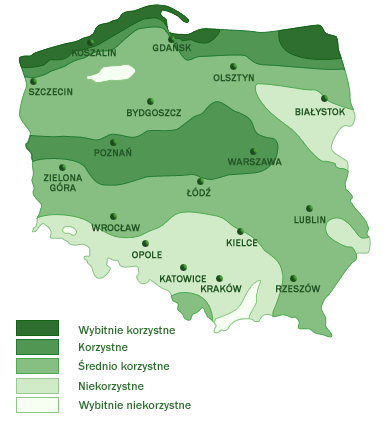 GDAŃSK
KOSZALIN
OLSZTYN
SZCZECIN
BYDGOSZCZ
BIAŁYSTOK
POZNAŃ
WARSZAWA
ZIELONA
GÓRA
ŁÓDŹ
LUBLIN
WROCŁAW
KIELCE
OPOLE
KATOWICE
KRAKÓW
RZESZÓW
Wybitnie korzystne
Korzystne
Średnio korzystne
Niekorzystne
Wybitnie niekorzystne